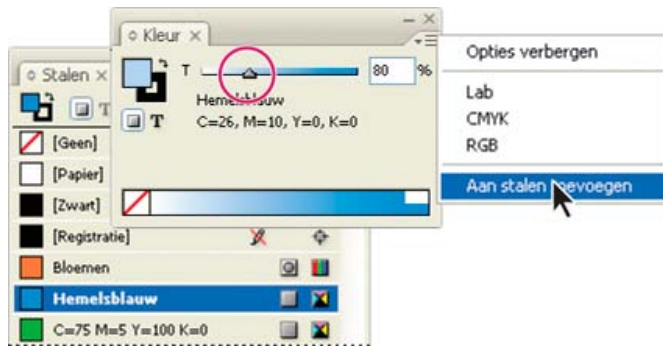 Kleur
T 80 %
Hemelsblauw
T C=26, M=10, Y=0, K=0
Opties verbergen
Lab
CMYK
RGB
Aan stalen toevoegen
Stalen
T
[Geen]
[Papier]
[Zwart]
[Registratie]
Bloemen
Hemelsblauw
C=75 M=5 Y=100 K=0